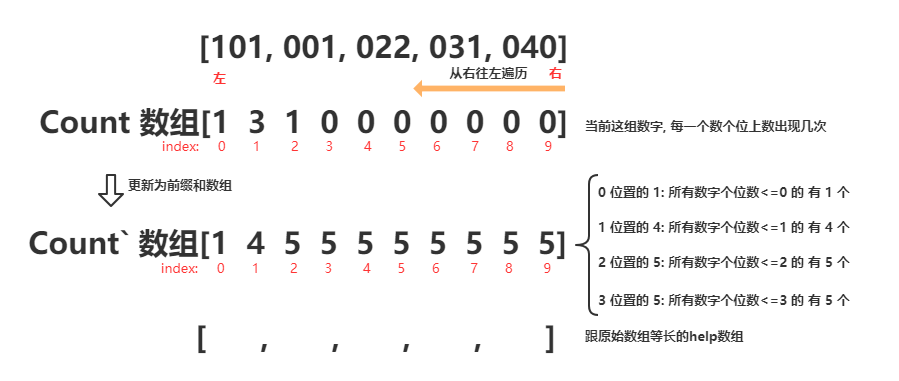 [101, 001, 022, 031, 040]
左 从右往左遍历 右
Count 数组[1 3 1 0 0 0 0 0 0 0] 当前这组数字, 每一个数个位上数出现几次
index: 0 1 2 3 4 5 6 7 8 9
更新为前缀和数组
0 位置的 1: 所有数字个位数<=0 的 有 1 个
1 位置的 4: 所有数字个位数<=1 的 有 4 个
Count` 数组[1 4 5 5 5 5 5 5 5 5]
index: 0 1 2 3 4 5 6 7 8 9
2 位置的 5: 所有数字个位数<=2 的 有 5 个
3 位置的 5: 所有数字个位数<=3 的 有 5 个
[ , , , , ] 跟原始数组等长的help数组